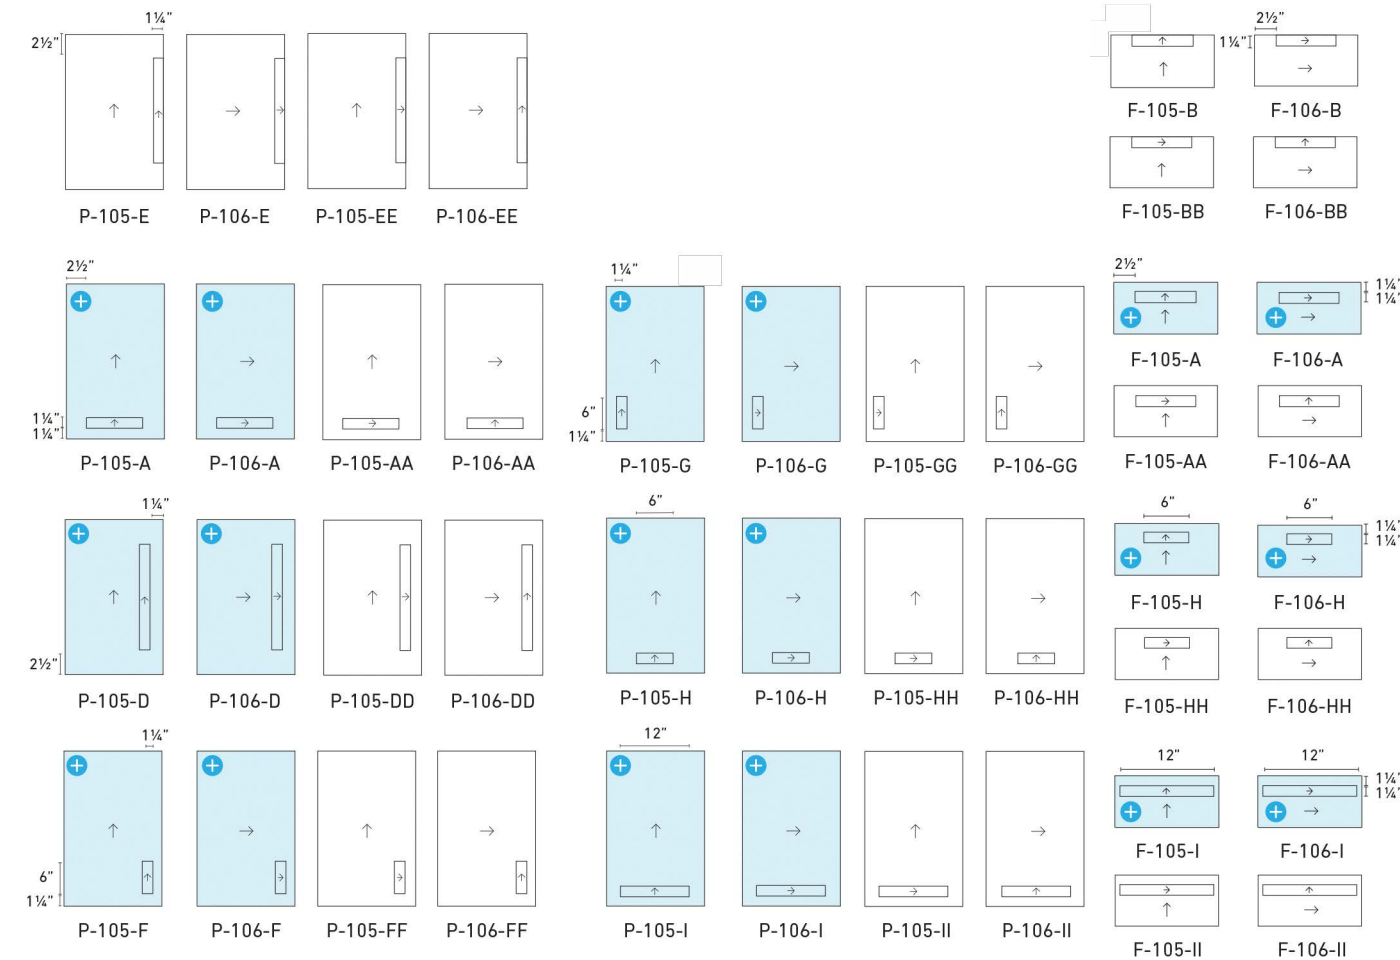 1¼" 2½"
2½" 1¼"
F-105-B F-106-B
P-105-E P-106-E P-105-EE P-106-EE F-105-BB F-106-BB
2½" 1¼" 2½"
1¼"
1¼"
F-105-A F-106-A
1¼" 6"
1¼" 1¼"
P-105-A P-106-A P-105-AA P-106-AA P-105-G P-106-G P-105-GG P-106-GG F-105-AA F-106-AA
1¼" 6" 6" 6"
1¼"
1¼"
F-105-H F-106-H
2½"
P-105-D P-106-D P-105-DD P-106-DD P-105-H P-106-H P-105-HH P-106-HH F-105-HH F-106-HH
1¼" 12" 12" 12"
1¼"
1¼"
F-105-I F-106-I
6"
1¼"
P-105-F P-106-F P-105-FF P-106-FF P-105-I P-106-I P-105-II P-106-II
F-105-II F-106-II